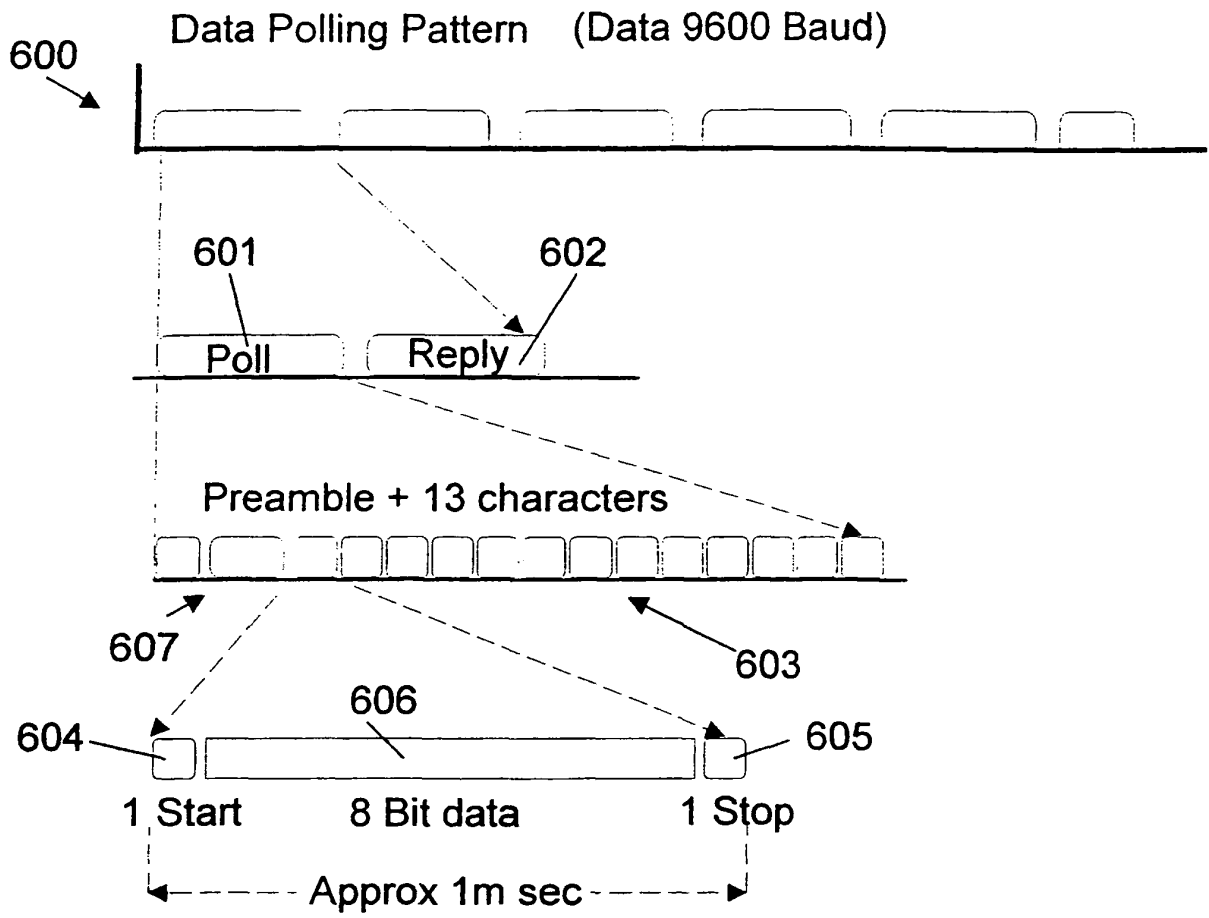 Data Polling Pattern (Data 9600 Baud)
600
601
602
Poll
Reply
Preamble + 13 characters
607
603
606
604
605
1 Start
8 Bit data
1 Stop
Approx 1m sec